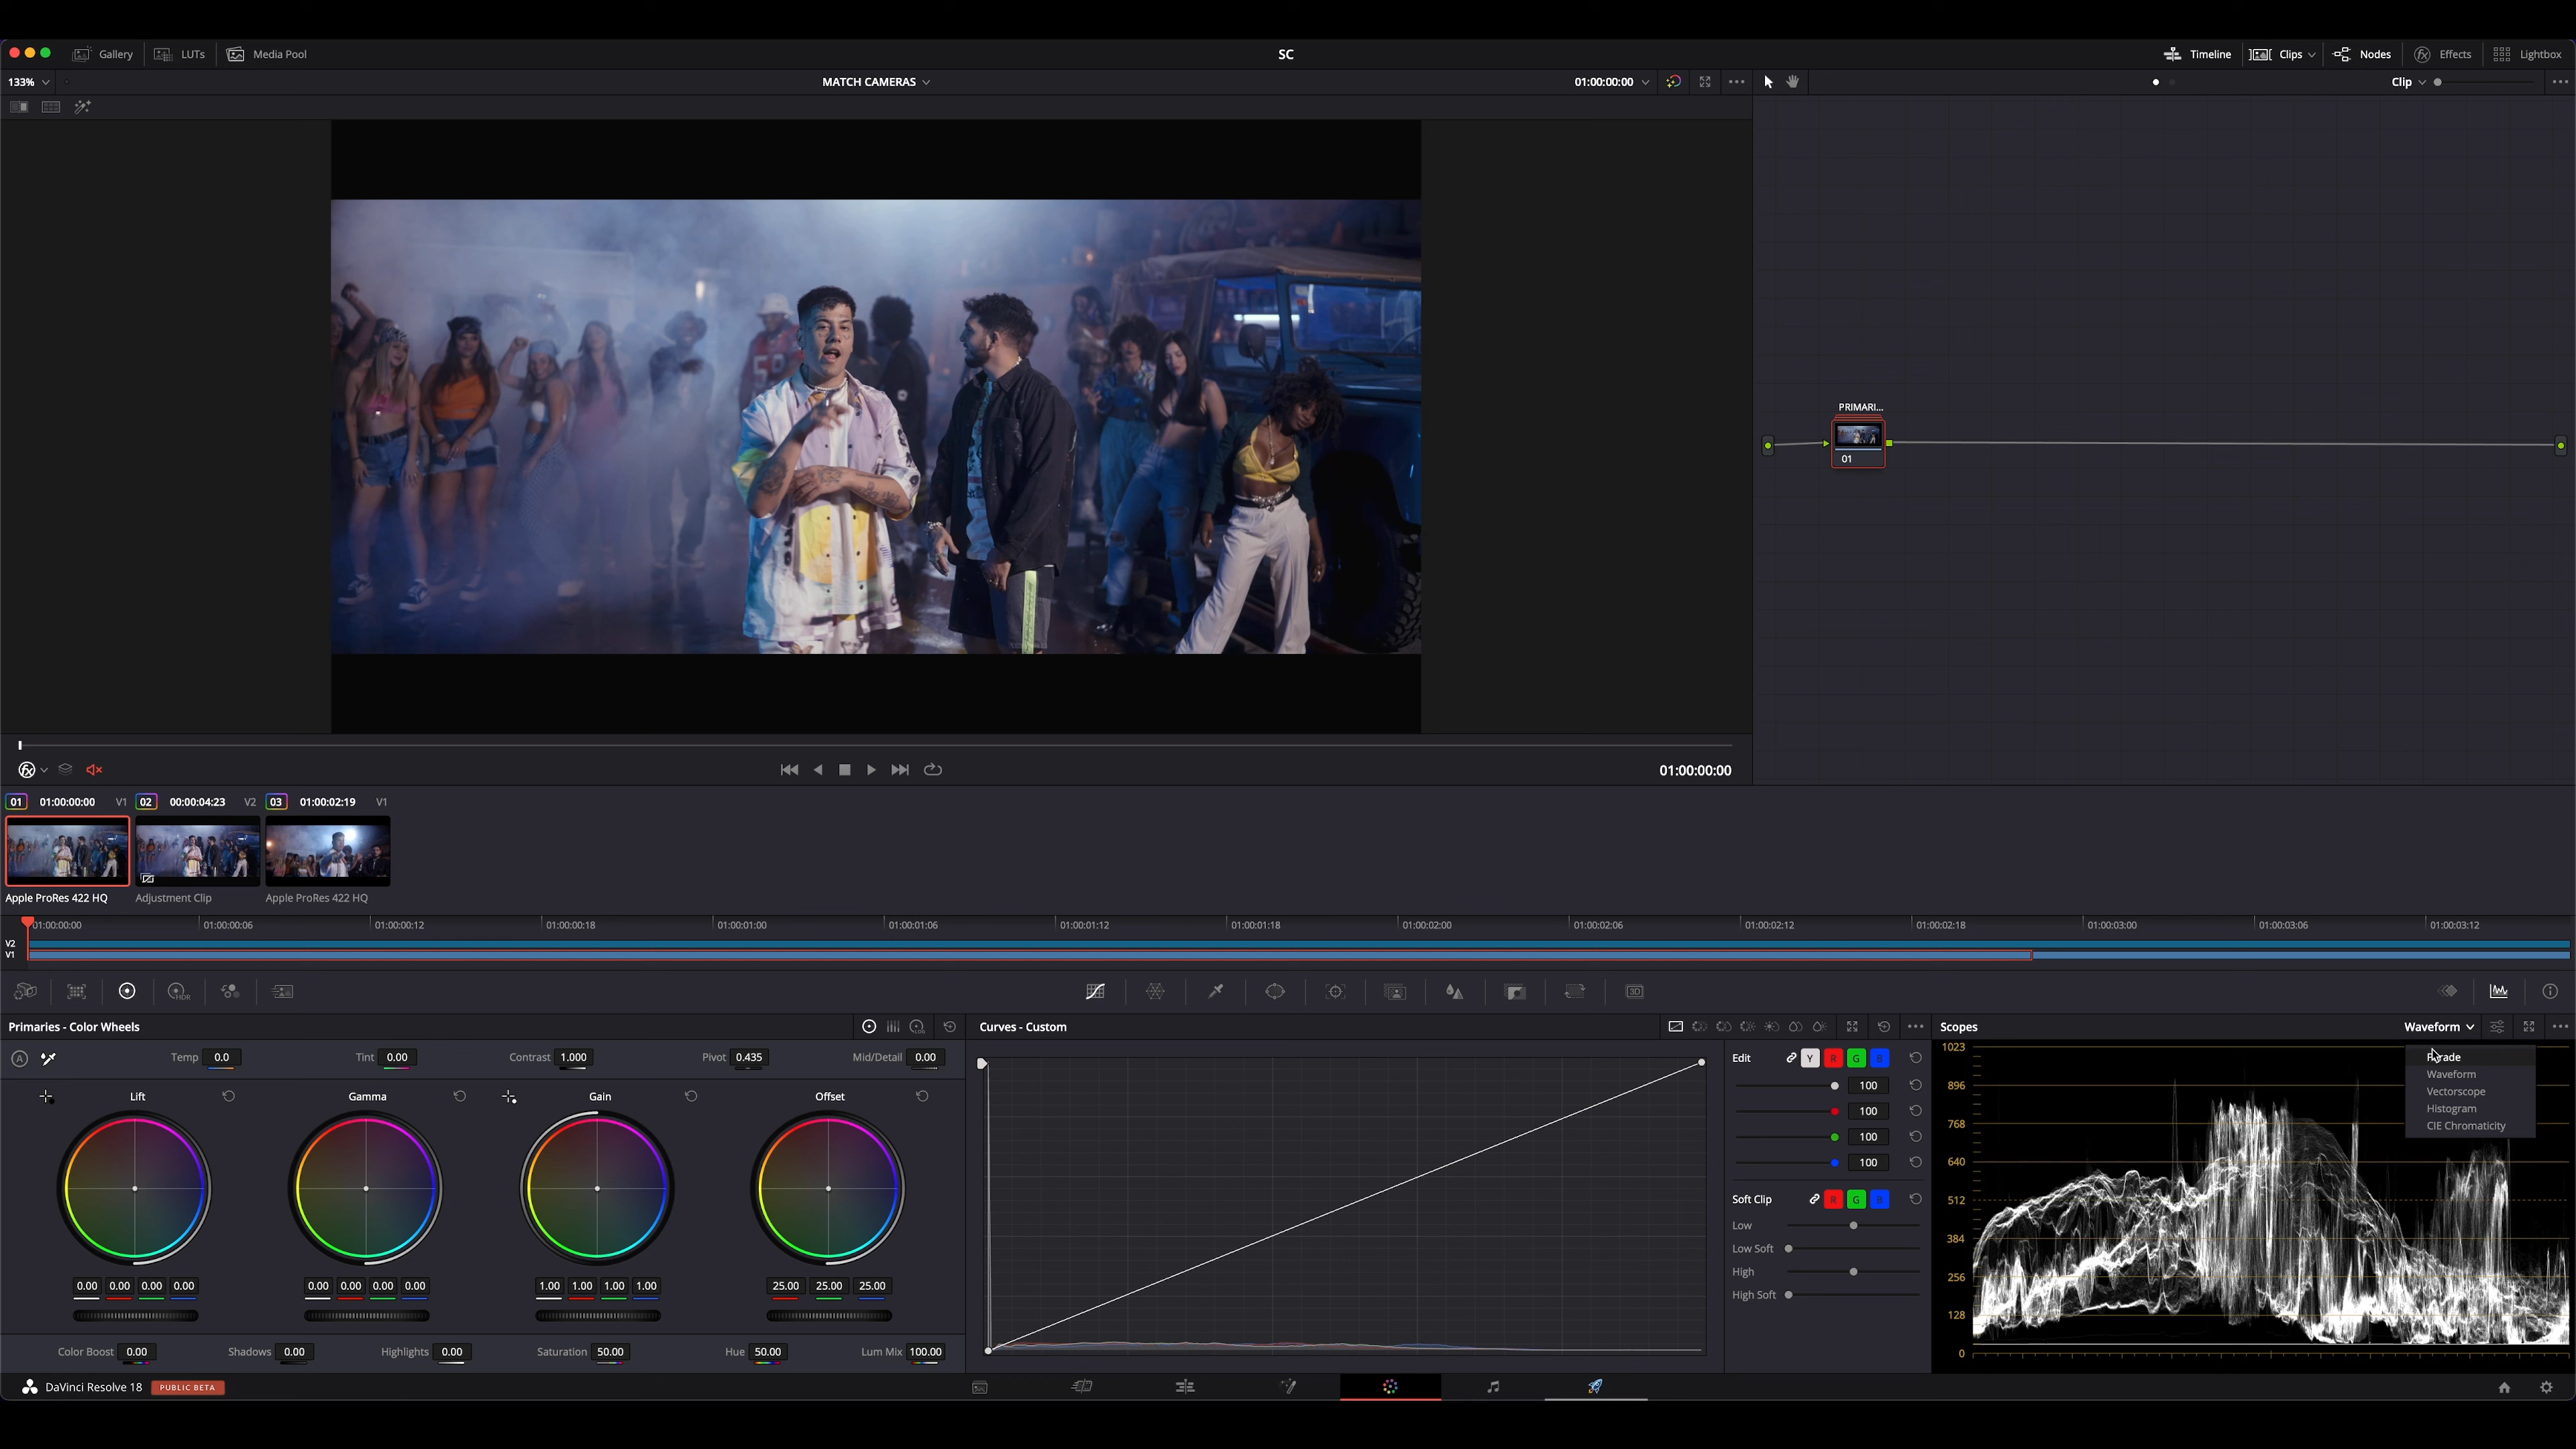 Gallery LUTs Media Pool SC Timeline Clips Nodes Effects Lightbox
133% MATCH CAMERAS 01:00:00:00 Clip
PRIMARI...
01
01:00:00:00
01 01:00:00:00 V1 02 00:00:04:23 V2 03 01:00:02:19 V1
Apple ProRes 422 HQ Adjustment Clip Apple ProRes 422 HQ
01:00:00:00 01:00:00:06 01:00:00:12 01:00:00:18 01:00:01:00 01:00:01:06 01:00:01:12 01:00:01:18 01:00:02:00 01:00:02:06 01:00:02:12 01:00:02:18 01:00:03:00 01:00:03:06 01:00:03:12
V2
V1
HDR 3D
Primaries - Color Wheels LOG Curves - Custom Scopes Waveform
A Temp 0.0 Tint 0.00 Contrast 1.000 Pivot 0.435 Mid/Detail 0.00
Lift Gamma Gain Offset
0.00 0.00 0.00 0.00 0.00 0.00 0.00 0.00 1.00 1.00 1.00 1.00 25.00 25.00 25.00
Color Boost 0.00 Shadows 0.00 Highlights 0.00 Saturation 50.00 Hue 50.00 Lum Mix 100.00
Edit Y R G B
100
100
100
100
Soft Clip R G B
Low
Low Soft
High
High Soft
1023
896
768
640
512
384
256
128
0
Parade
Waveform
Vectorscope
Histogram
CIE Chromaticity
DaVinci Resolve 18 PUBLIC BETA